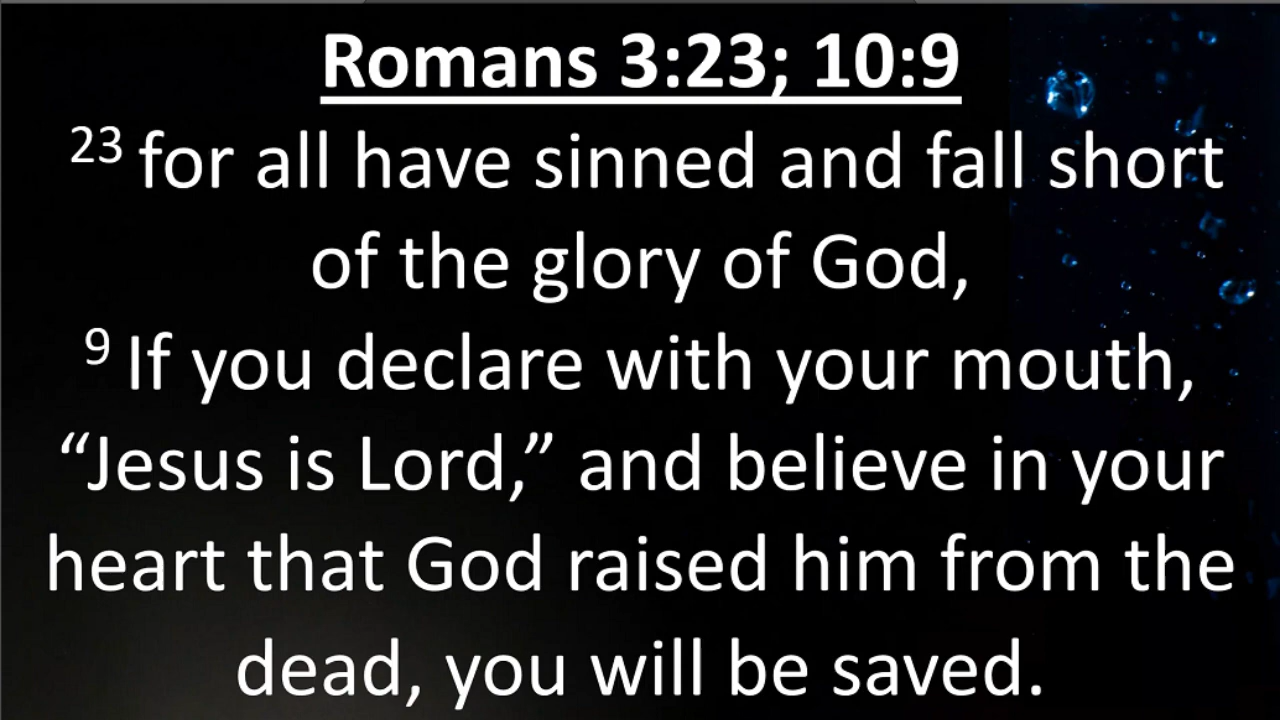 Romans 3:23; 10:9
23 for all have sinned and fall short
of the glory of God,
9 If you declare with your mouth,
“Jesus is Lord,” and believe in your
heart that God raised him from the
dead, you will be saved.